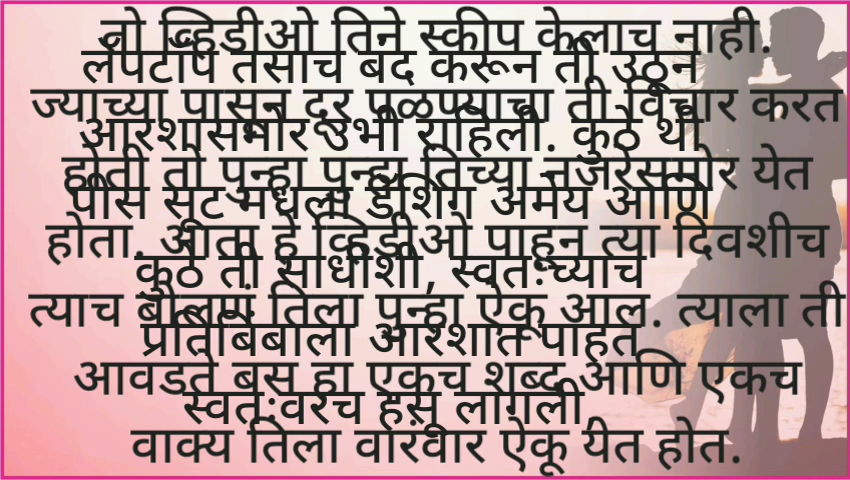 तो व्हिडीओ तिने स्कीप केलाच नाही.
ज्याच्या पासून दूर पळण्याचा ती विचार करत
होती तो पुन्हा पुन्हा तिच्या नजरेसमोर येत
होता. आता हे व्हिडीओ पाहून त्या दिवशीच
त्याच बोलणं तिला पुन्हा ऐकू आल. त्याला ती
आवडते बस हा एकच शब्द आणि एकच
वाक्य तिला वारंवार ऐकू येत होत.
लॅपटॉप तसाच बंद करून ती उठून
आरशासमोर उभी राहिली. कुठे थी
पीस सूट मधला डॅशिंग अमेय आणि
कुठे ती साधीशी, स्वतःच्याच
प्रतिबिंबाला आरशात पाहत
स्वतःवरच हसू लागली.